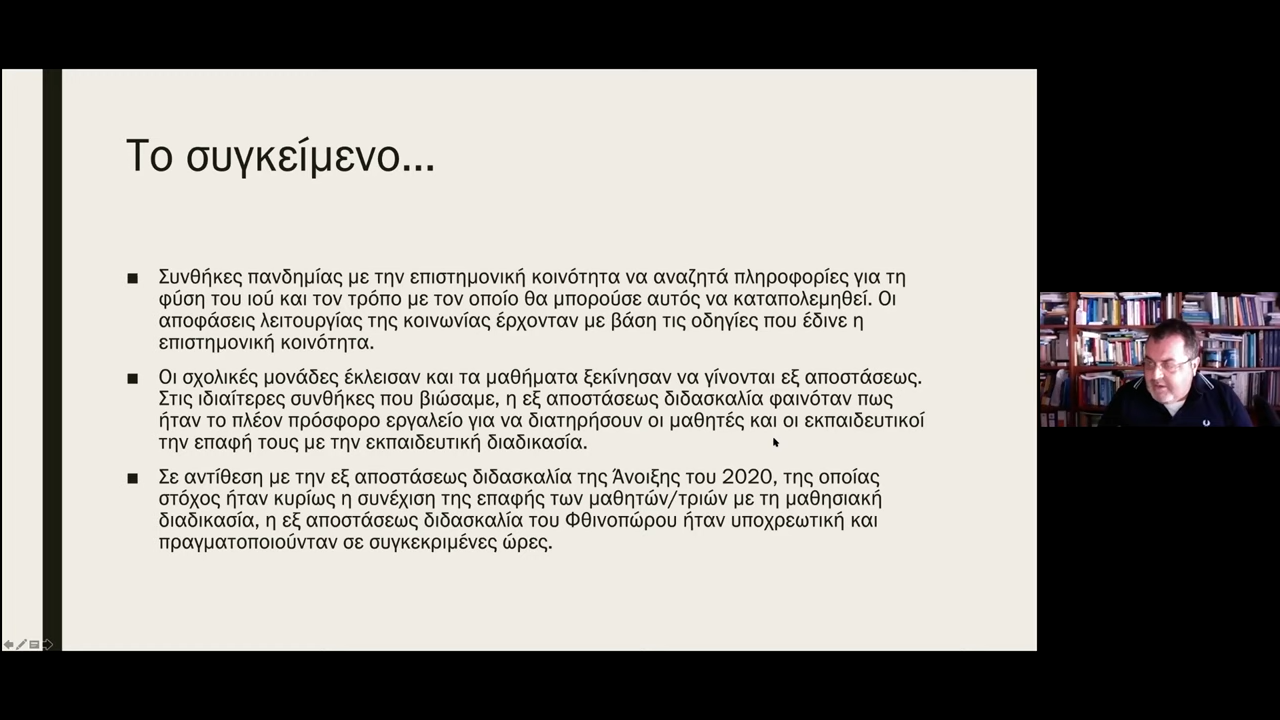 Το συγκείμενο...
■ Συνθήκες πανδημίας με την επιστημονική κοινότητα να αναζητά πληροφορίες για τη
φύση του ιού και τον τρόπο με τον οποίο θα μπορούσε αυτός να καταπολεμηθεί. Οι
αποφάσεις λειτουργίας της κοινωνίας έρχονταν με βάση τις οδηγίες που έδινε η
επιστημονική κοινότητα.
■ Οι σχολικές μονάδες έκλεισαν και τα μαθήματα ξεκίνησαν να γίνονται εξ αποστάσεως.
Στις ιδιαίτερες συνθήκες που βιώσαμε, η εξ αποστάσεως διδασκαλία φαινόταν πως
ήταν το πλέον πρόσφορο εργαλείο για να διατηρήσουν οι μαθητές και οι εκπαιδευτικοί
την επαφή τους με την εκπαιδευτική διαδικασία.
■ Σε αντίθεση με την εξ αποστάσεως διδασκαλία της Άνοιξης του 2020, της οποίας
στόχος ήταν κυρίως η συνέχιση της επαφής των μαθητών/τριών με τη μαθησιακή
διαδικασία, η εξ αποστάσεως διδασκαλία του Φθινοπώρου ήταν υποχρεωτική και
πραγματοποιούνταν σε συγκεκριμένες ώρες.